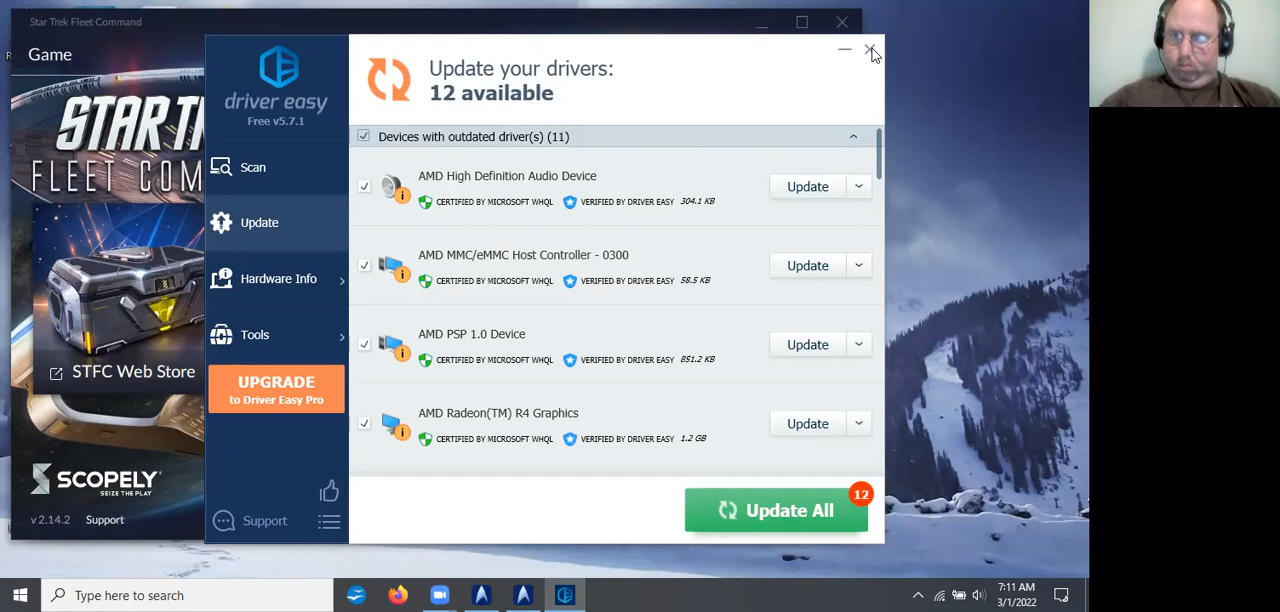 Star Trek Fleet Command
Game
STAR T
FLEET COM
STFC Web Store
SCOPELY
SEIZE THE PLAY
v 2.14.2 Support
driver easy
Free v5.7.1
Scan
Update
Hardware Info
Tools
UPGRADE
to Driver Easy Pro
Support
Update your drivers:
12 available
Devices with outdated driver(s) (11)
AMD High Definition Audio Device
CERTIFIED BY MICROSOFT WHQL VERIFIED BY DRIVER EASY 304.1 KB
Update
AMD MMC/eMMC Host Controller - 0300
CERTIFIED BY MICROSOFT WHQL VERIFIED BY DRIVER EASY 58.5 KB
Update
AMD PSP 1.0 Device
CERTIFIED BY MICROSOFT WHQL VERIFIED BY DRIVER EASY 851.2 KB
Update
AMD Radeon(TM) R4 Graphics
CERTIFIED BY MICROSOFT WHQL VERIFIED BY DRIVER EASY 1.2 GB
Update
Update All
12
Type here to search
7:11 AM
3/1/2022